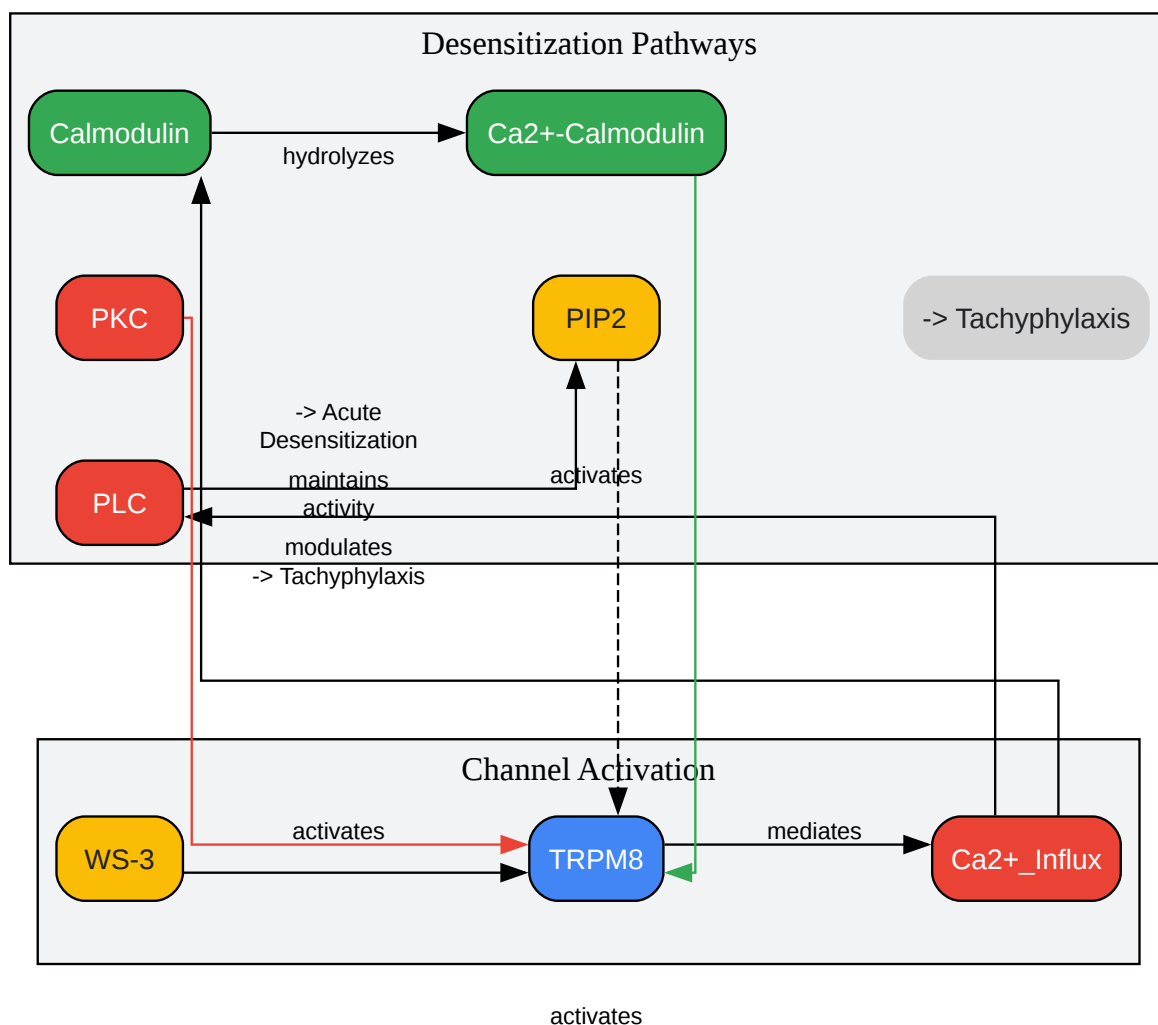 Desensitization Pathways
Calmodulin
hydrolyzes
Ca2+-Calmodulin
PKC
PIP2
-> Tachyphylaxis
-> Acute
Desensitization
PLC
maintains
activity
activates
modulates
-> Tachyphylaxis
Channel Activation
WS-3
activates
TRPM8
mediates
Ca2+_Influx
activates